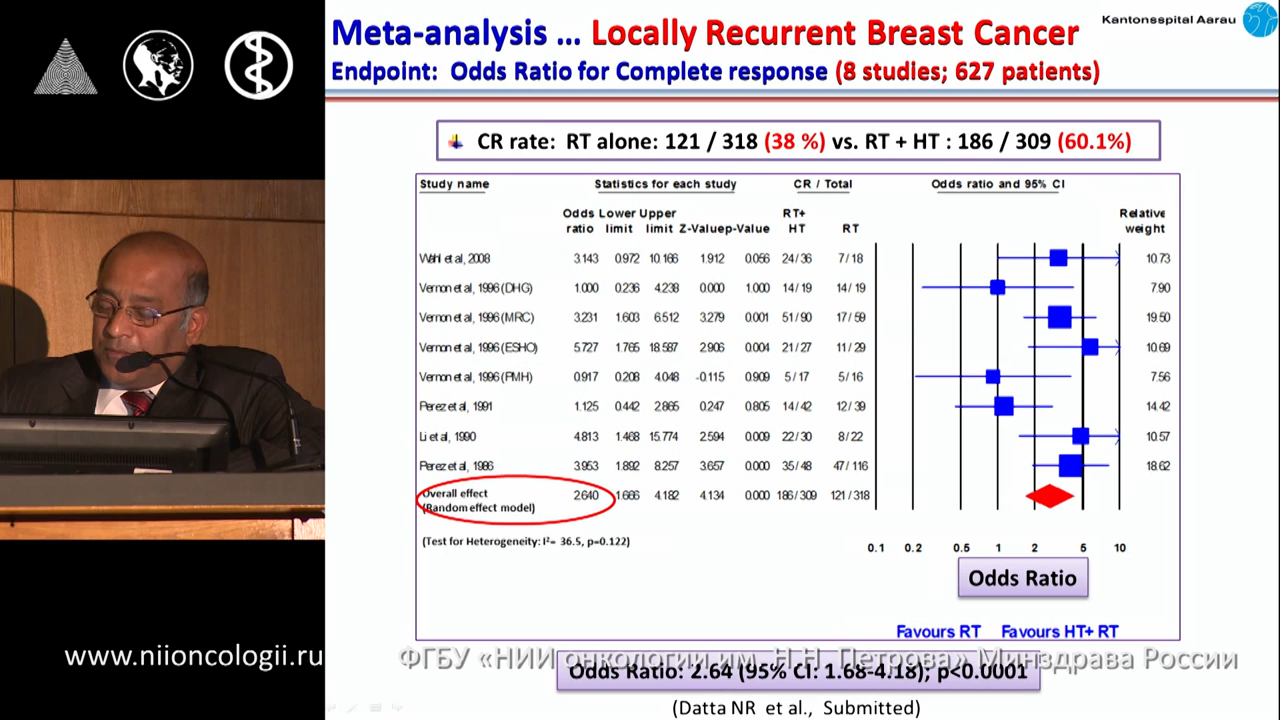 Kantonsspital Aarau
Meta-analysis ... Locally Recurrent Breast Cancer
Endpoint: Odds Ratio for Complete response (8 studies; 627 patients)
CR rate: RT alone: 121 / 318 (38 %) vs. RT + HT : 186 / 309 (60.1%)
Study name Statistics for each study CR / Total Odds ratio and 95% CI
Odds Lower Upper RT+ Relative
ratio limit limit Z-Value p-Value HT RT weight
Wahl et al, 2008 3.143 0.972 10.166 1.912 0.056 24/36 7/18 10.73
Vernon et al, 1996 (DHG) 1.000 0.236 4.238 0.000 1.000 14/19 14/19 7.90
Vernon et al, 1996 (MRC) 3.231 1.603 6.512 3.279 0.001 51/90 17/59 19.50
Vernon et al, 1996 (ESHO) 5.727 1.765 18.587 2.906 0.004 21/27 11/29 10.69
Vernon et al, 1996 (PMH) 0.917 0.208 4.048 -0.115 0.909 5/17 5/16 7.56
Perez et al, 1991 1.125 0.442 2.865 0.247 0.805 14/42 12/39 14.42
Li et al, 1990 4.813 1.468 15.774 2.594 0.009 22/30 8/22 10.57
Perez et al, 1986 3.953 1.892 8.257 3.657 0.000 35/48 47/116 18.62
Overall effect 2.640 1.666 4.182 4.134 0.000 186/309 121/318
(Random effect model)
(Test for Heterogeneity: I²= 36.5, p=0.122)
0.1 0.2 0.5 1 2 5 10
Odds Ratio
Favours RT Favours HT+ RT
www.niioncologii.ru
ФГБУ «НИИ онкологии им. Н.Н. Петрова» Минздрава России
Odds Ratio: 2.64 (95% CI: 1.68-4.18); p<0.0001
(Datta NR et al., Submitted)